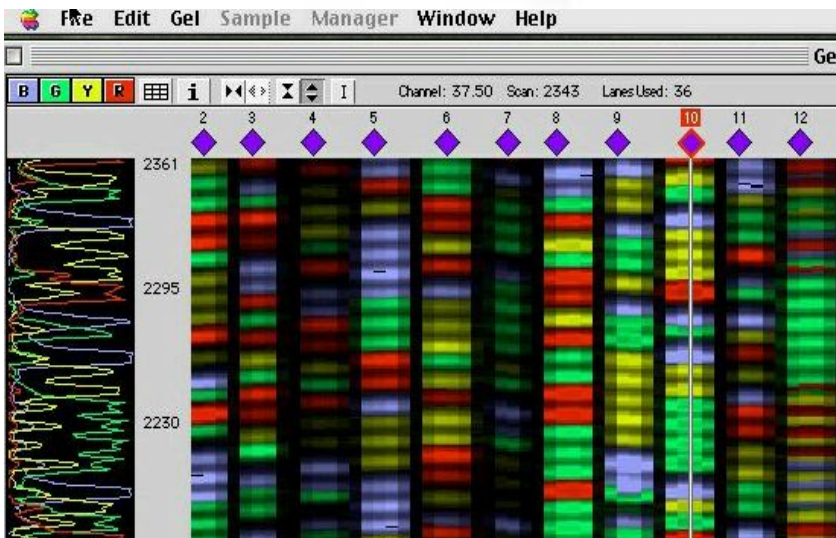 File Edit Gel Sample Manager Window Help
Ge
B G Y R i I Channel: 37.50 Scan: 2343 Lanes Used: 36
2 3 4 5 6 7 8 9 10 11 12
2361
2295
2230